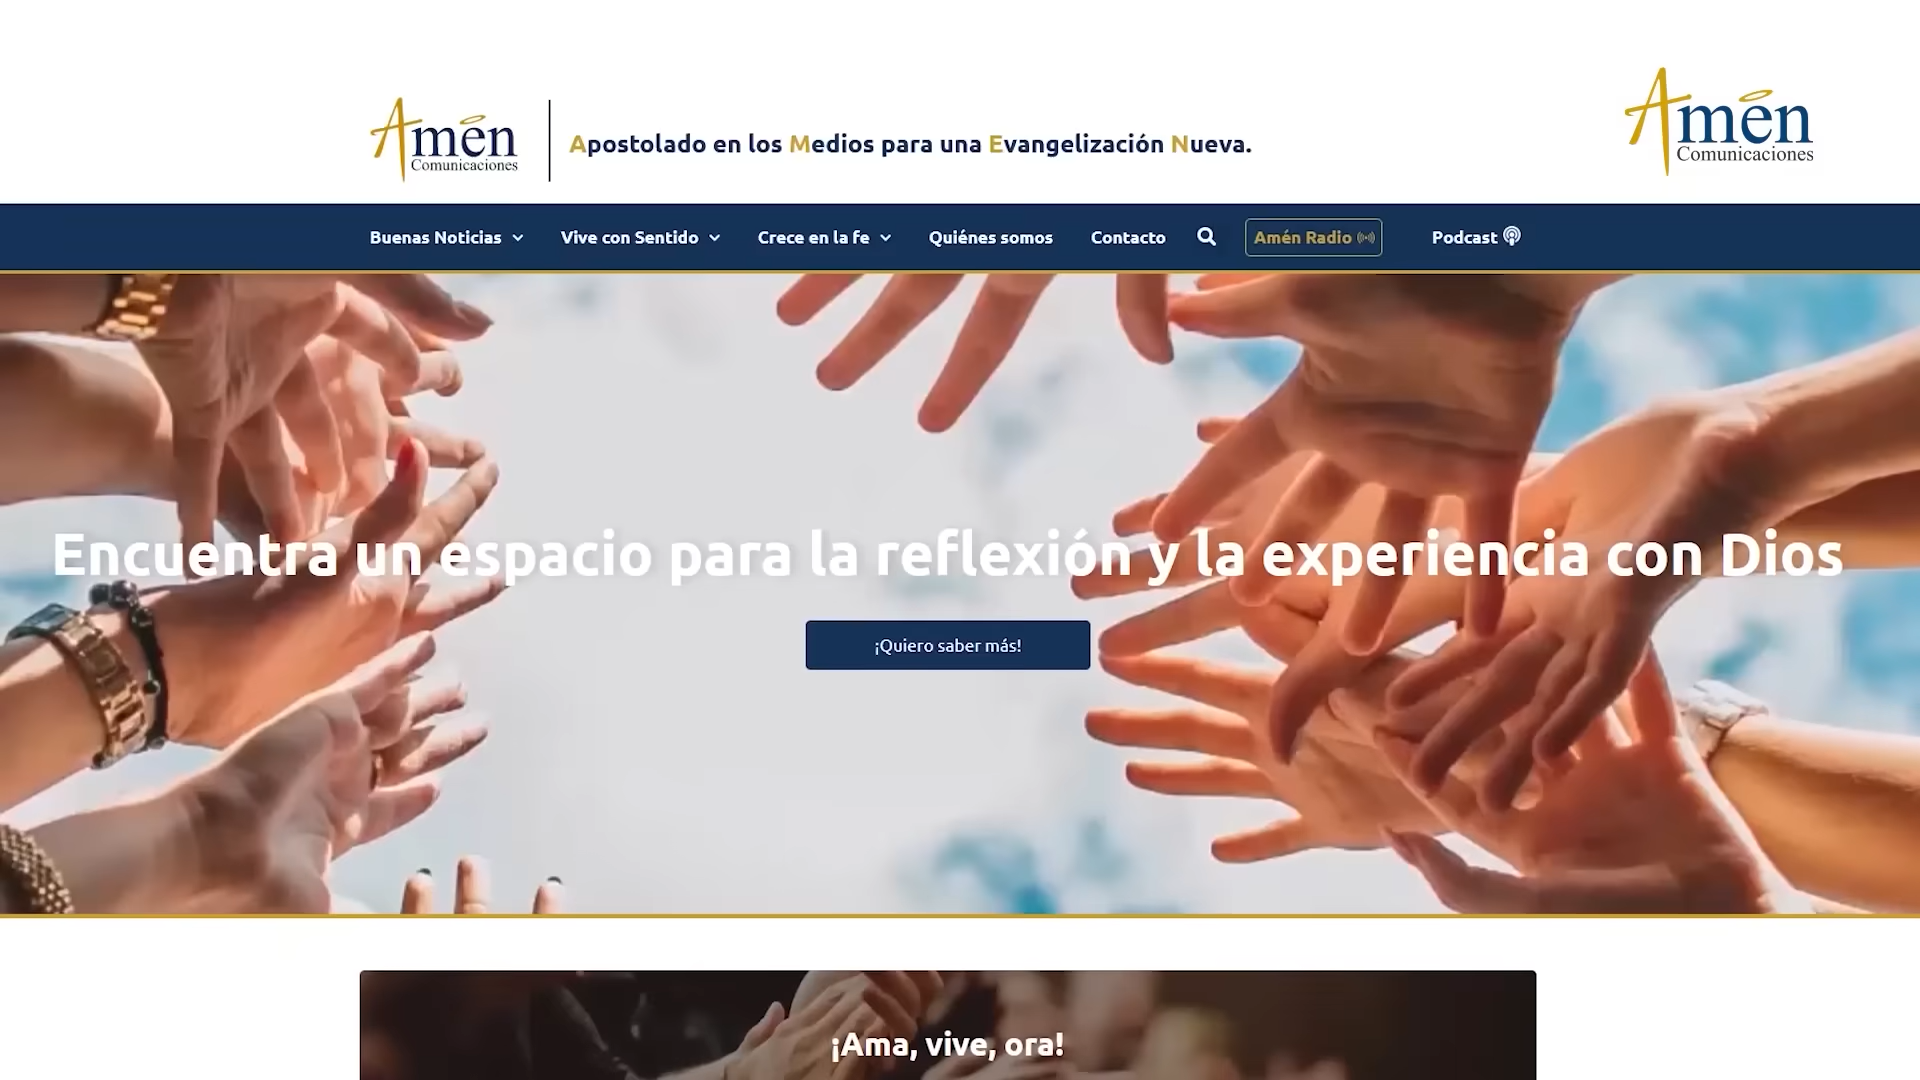 Amén
Comunicaciones
Apostolado en los Medios para una Evangelización Nueva.
Amén
Comunicaciones
Buenas Noticias
Vive con Sentido
Crece en la fe
Quiénes somos
Contacto
Amén Radio
Podcast
Encuentra un espacio para la reflexión y la experiencia con Dios
¡Quiero saber más!
¡Ama, vive, ora!